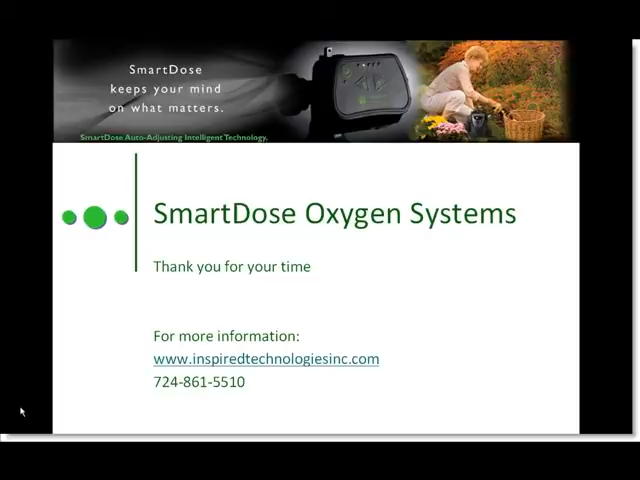 SmartDose
keeps your mind
on what matters.
SmartDose Auto-Adjusting Intelligent Technology.
SmartDose Oxygen Systems
Thank you for your time
For more information:
www.inspiredtechnologiesinc.com
724-861-5510